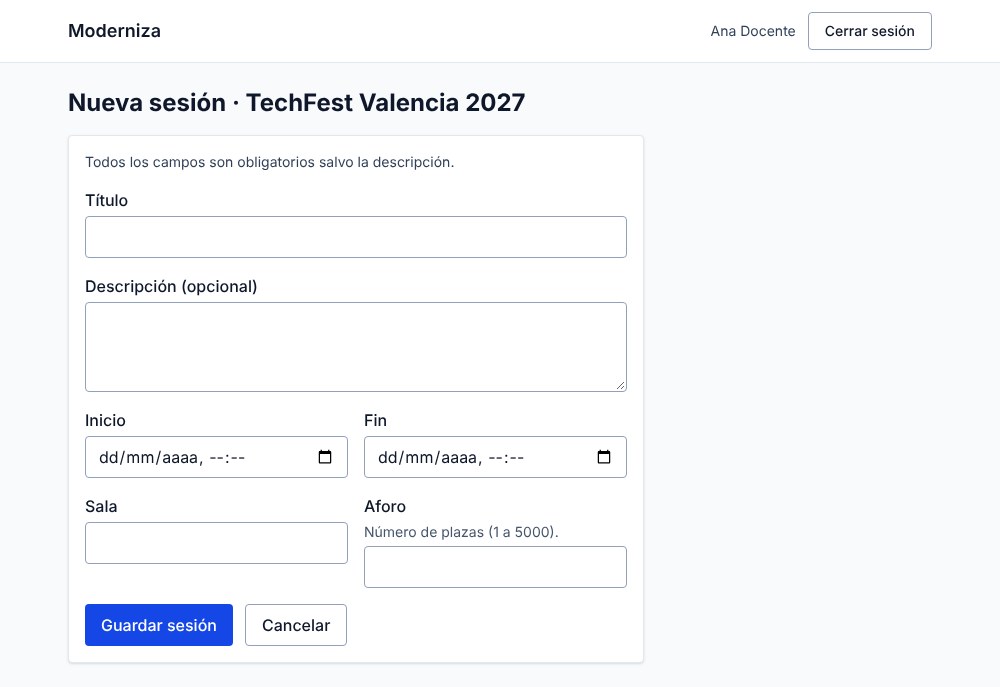 Moderniza
Ana Docente
Cerrar sesión
Nueva sesión · TechFest Valencia 2027
Todos los campos son obligatorios salvo la descripción.
Título
Descripción (opcional)
Inicio
Fin
dd/mm/aaaa, --:--
dd/mm/aaaa, --:--
Sala
Aforo
Número de plazas (1 a 5000).
Guardar sesión
Cancelar